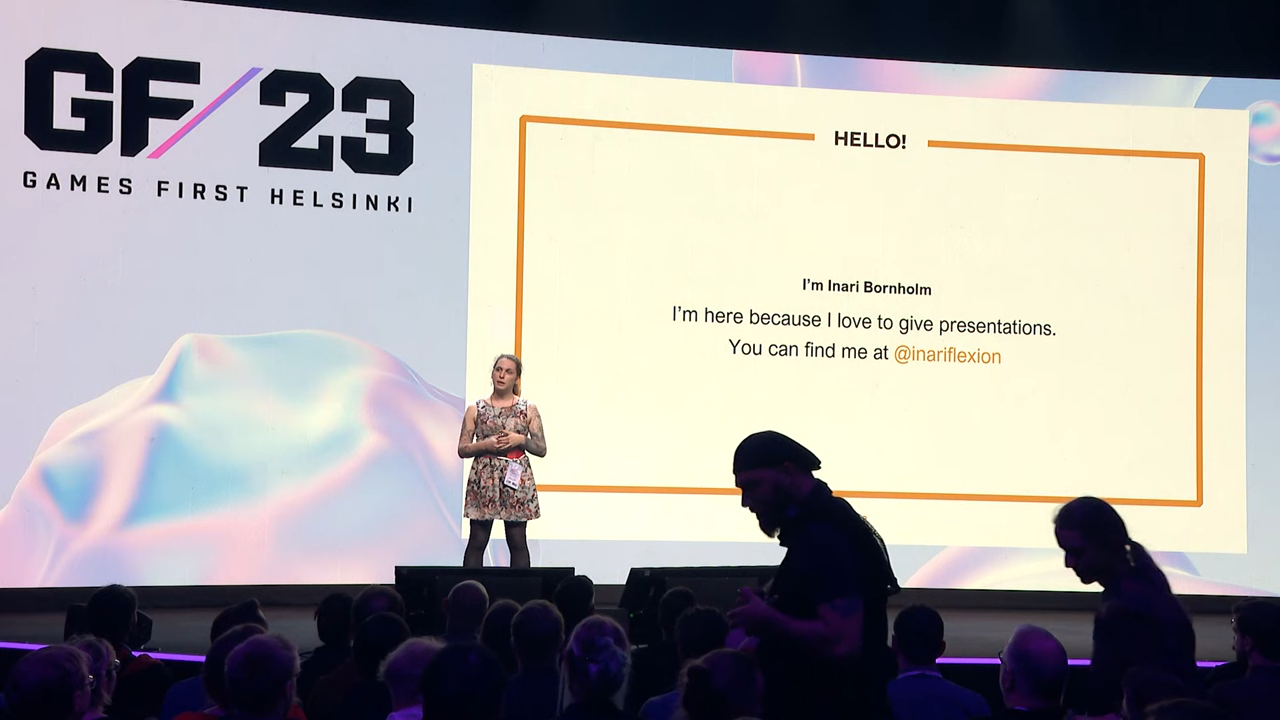 GF/23
GAMES FIRST HELSINKI
HELLO!
I'm Inari Bornholm
I'm here because I love to give presentations.
You can find me at @inariflexion